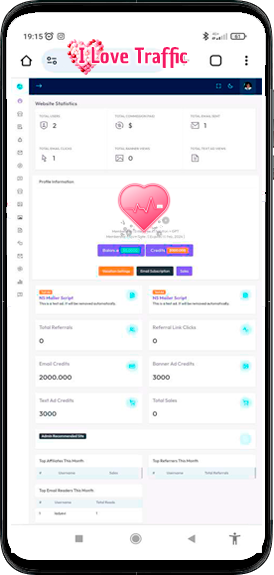 19:15
I Love Traffic
Website Statistics
TOTAL USERS
2
TOTAL COMMISSION PAID
$
TOTAL EMAIL SENT
1
TOTAL EMAIL CLICKS
1
TOTAL BANNER VIEWS
0
TOTAL TEXT AD VIEWS
Profile Information
Balance
Credits
Email Subscription
Sales
NS Mailer Script
This is a test ad. It will be removed automatically.
NS Mailer Script
This is a test ad. It will be removed automatically.
Total Referrals
0
Referral Link Clicks
0
Email Credits
2000.000
Banner Ad Credits
3000
Text Ad Credits
3000
Total Sales
0
Admin Recommended Site
Top Affiliates This Month
# Username Sales
Top Referrers This Month
# Username Total Referrals
Top Email Readers This Month
# Username Total Reads
1